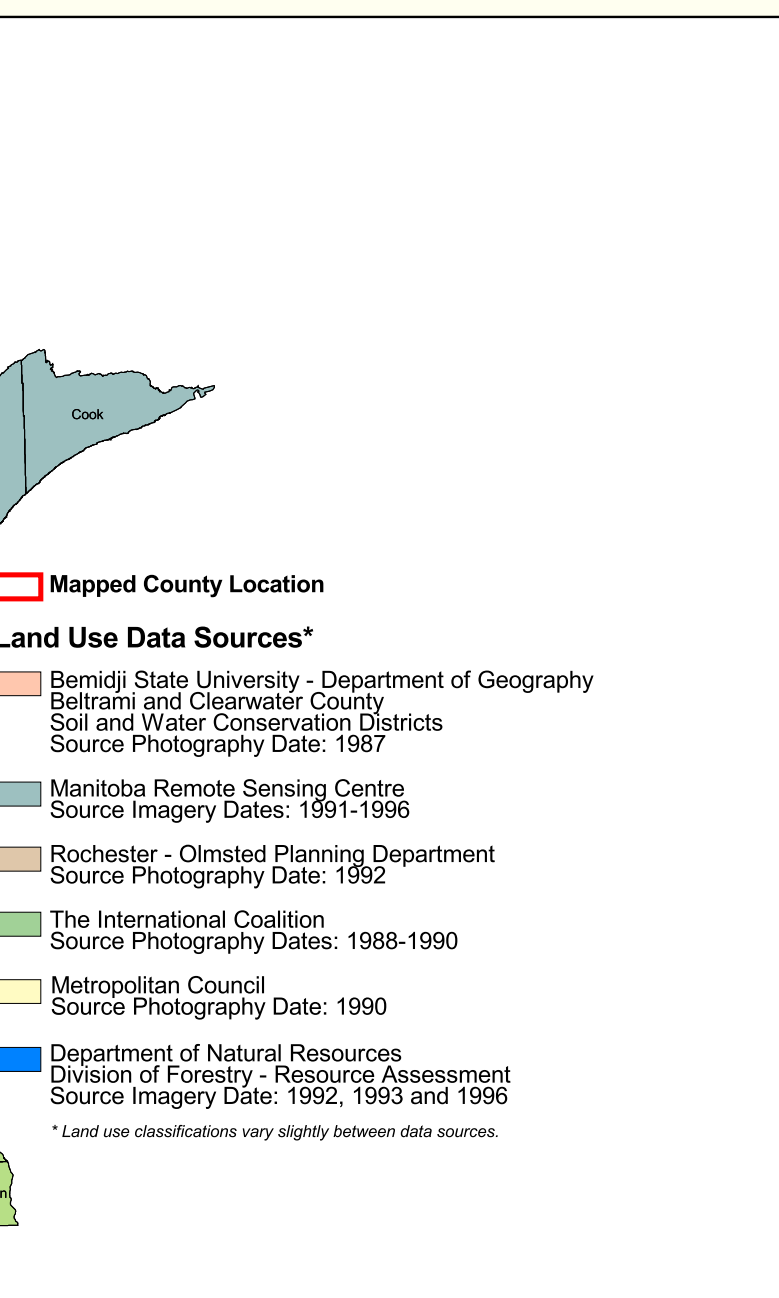 Cook
Mapped County Location
Land Use Data Sources*
Bemidji State University - Department of Geography
Beltrami and Clearwater County
Soil and Water Conservation Districts
Source Photography Date: 1987
Manitoba Remote Sensing Centre
Source Imagery Dates: 1991-1996
Rochester - Olmsted Planning Department
Source Photography Date: 1992
The International Coalition
Source Photography Dates: 1988-1990
Metropolitan Council
Source Photography Date: 1990
Department of Natural Resources
Division of Forestry - Resource Assessment
Source Imagery Date: 1992, 1993 and 1996
* Land use classifications vary slightly between data sources.
n